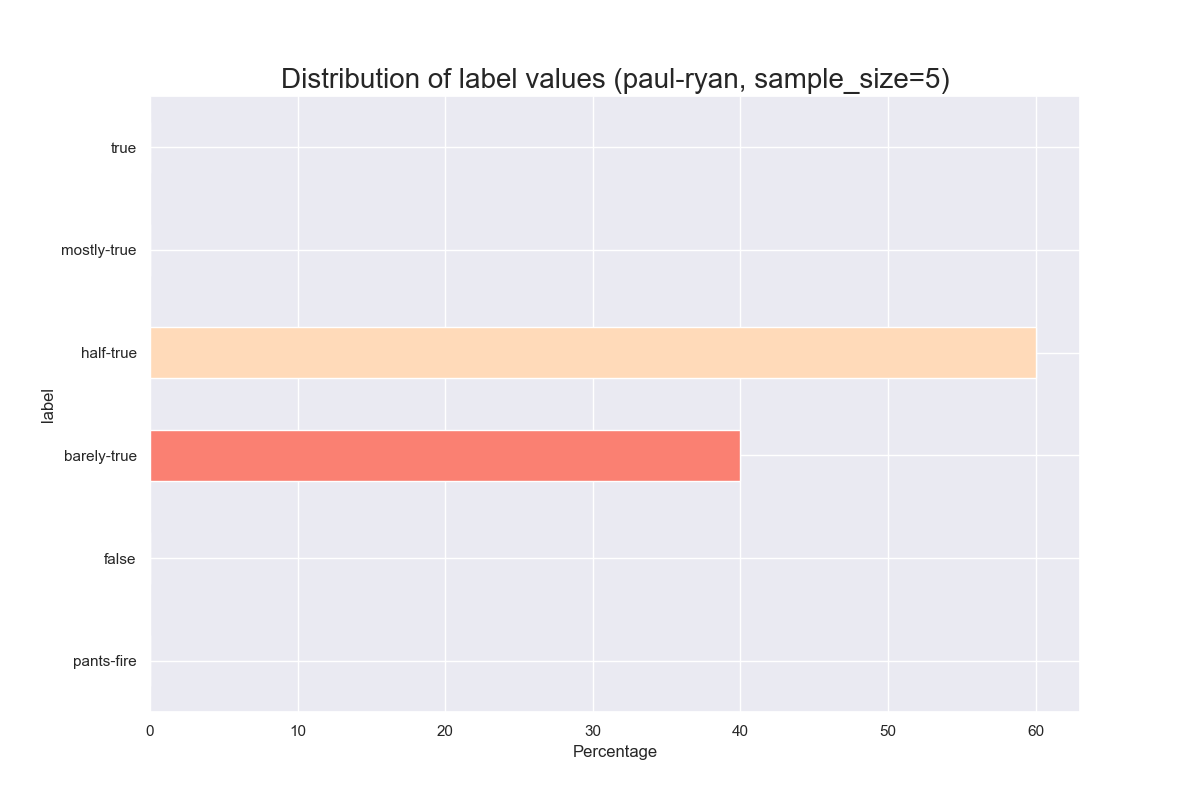 Distribution of label values (paul-ryan, sample_size=5)
true
mostly-true
half-true
label
barely-true
false
pants-fire
0 10 20 30 40 50 60
Percentage